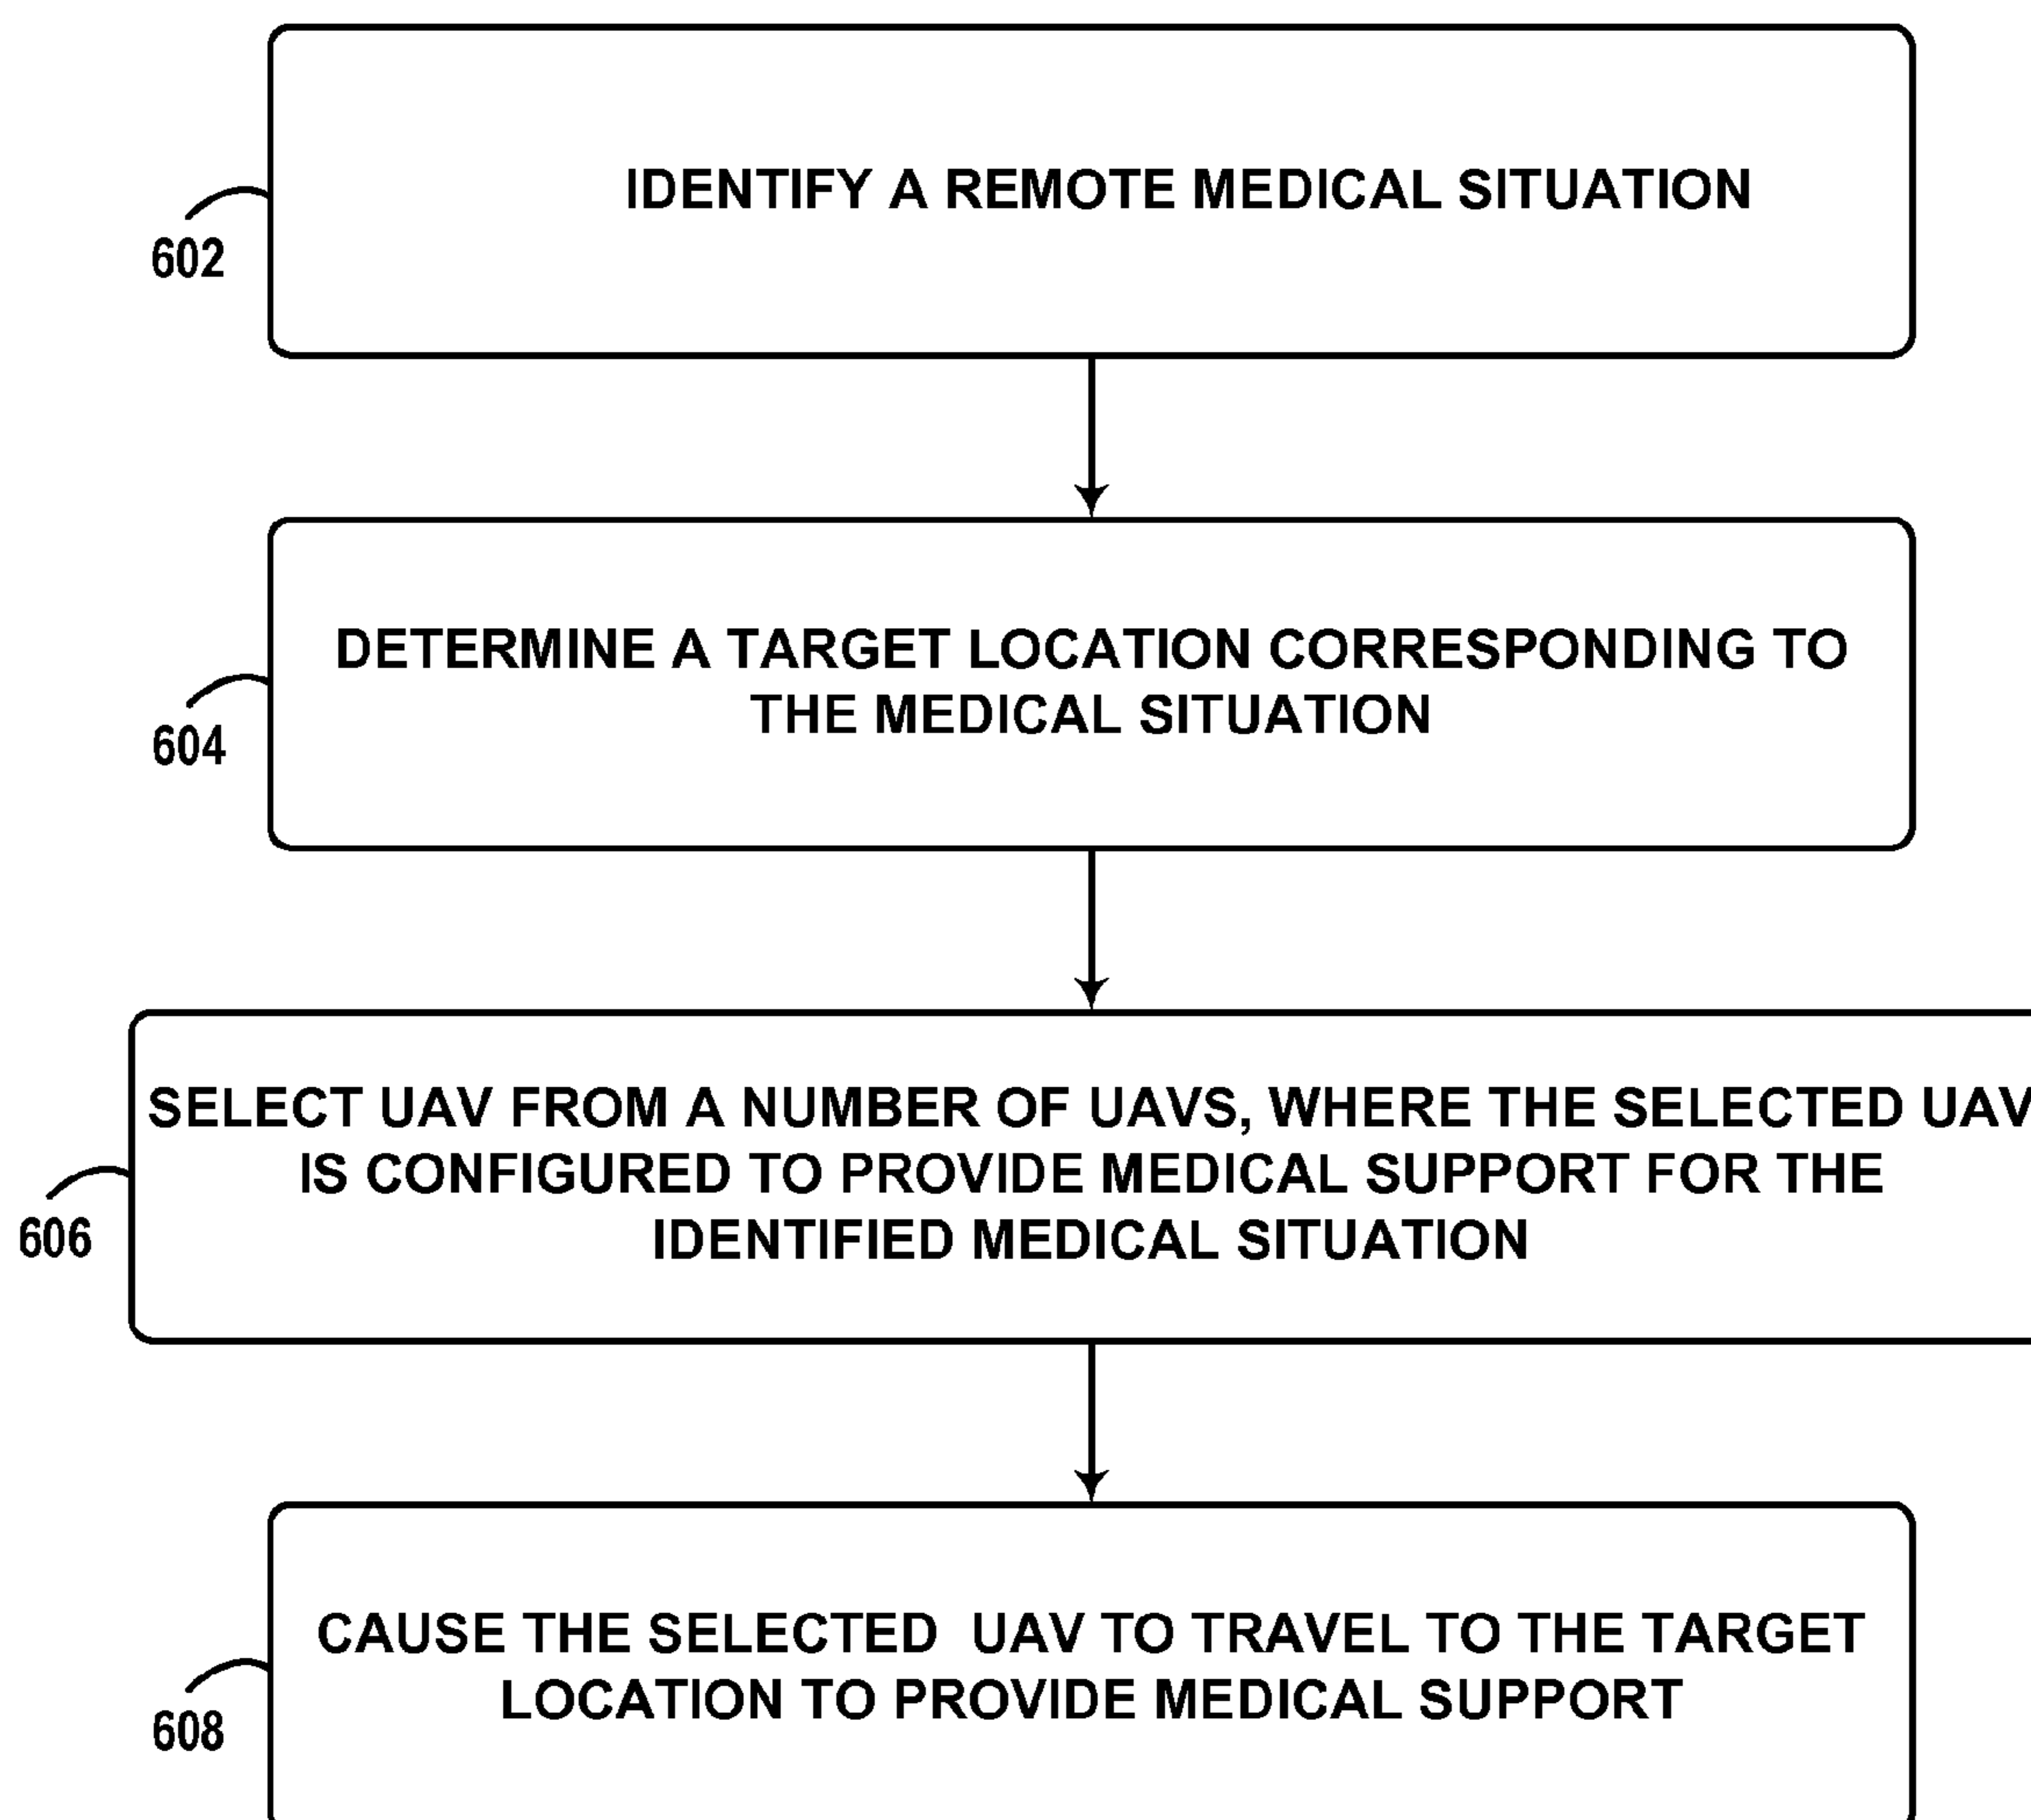 IDENTIFY A REMOTE MEDICAL SITUATION
602
DETERMINE A TARGET LOCATION CORRESPONDING TO
THE MEDICAL SITUATION
604
SELECT UAV FROM A NUMBER OF UAVS, WHERE THE SELECTED UAV
IS CONFIGURED TO PROVIDE MEDICAL SUPPORT FOR THE
IDENTIFIED MEDICAL SITUATION
606
CAUSE THE SELECTED UAV TO TRAVEL TO THE TARGET
LOCATION TO PROVIDE MEDICAL SUPPORT
608